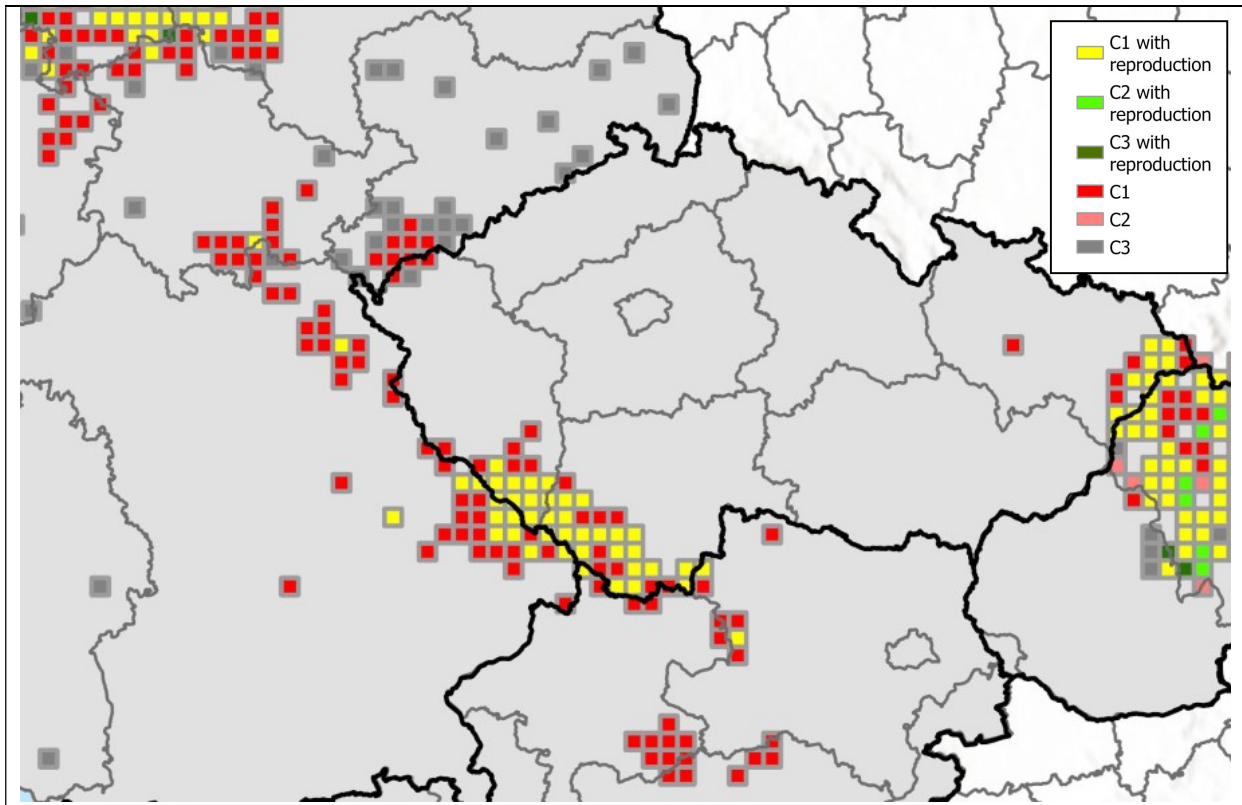 C1 with
reproduction
C2 with
reproduction
C3 with
reproduction
C1
C2
C3